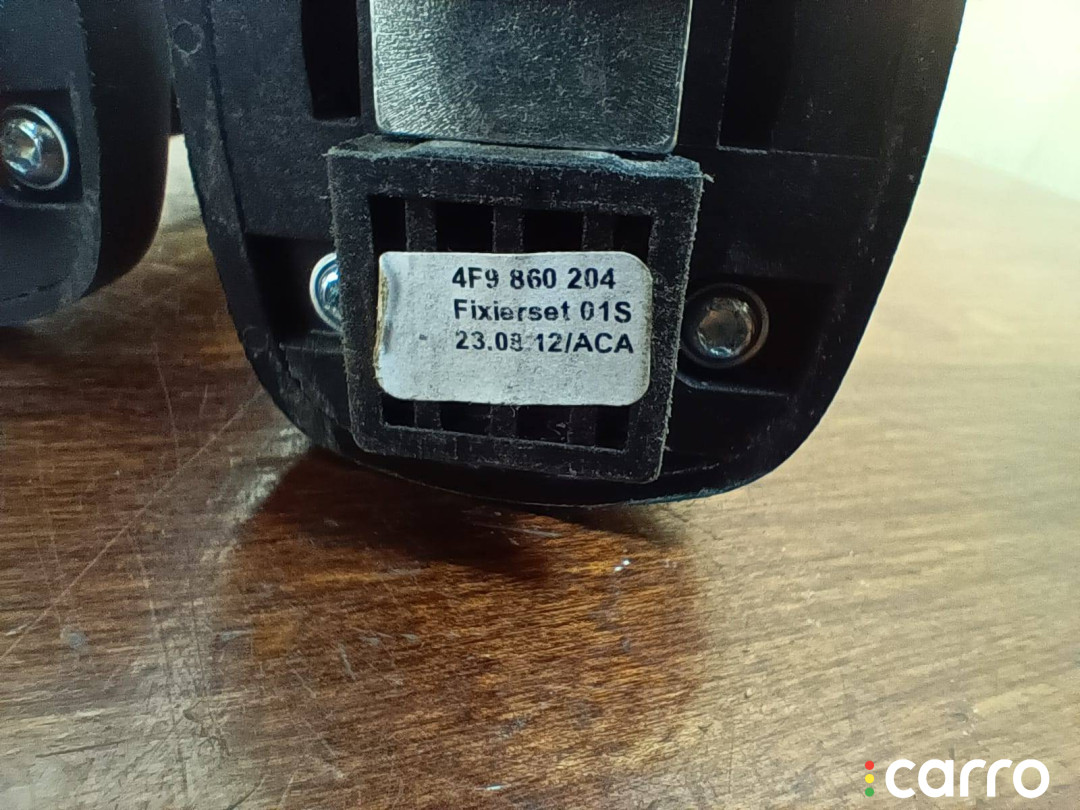 4F9 860 204
Fixierset 01S
23.08.12/ACA
carro